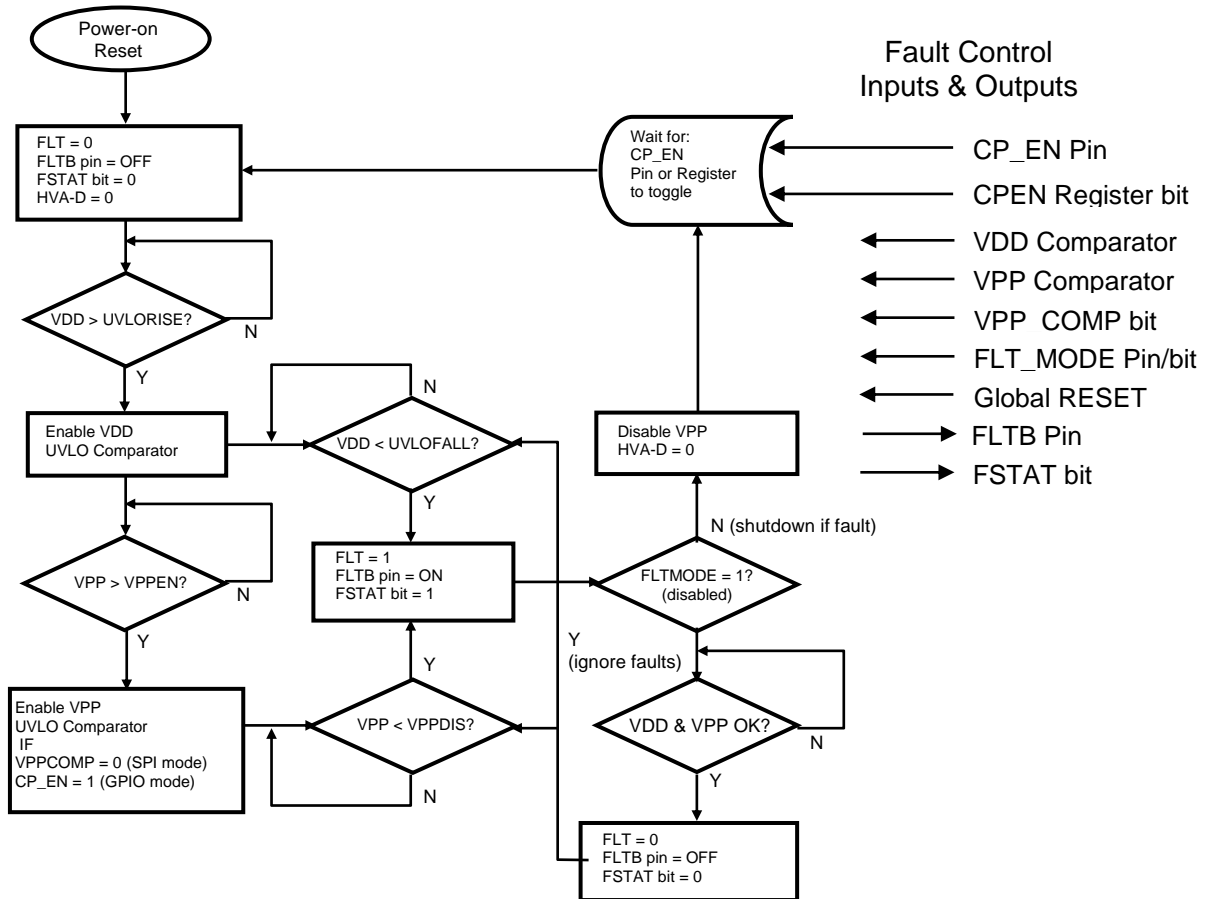 Power-on
Reset
FLT = 0
FLTB pin = OFF
FSTAT bit = 0
HVA-D = 0
VDD > UVLORISE?
N
Y
Enable VDD
UVLO Comparator
VPP > VPPEN?
N
Y
Enable VPP
UVLO Comparator
IF
VPPCOMP = 0 (SPI mode)
CP_EN = 1 (GPIO mode)
N
VDD < UVLOFALL?
Y
FLT = 1
FLTB pin = ON
FSTAT bit = 1
Y
VPP < VPPDIS?
N
Wait for:
CP_EN
Pin or Register
to toggle
Disable VPP
HVA-D = 0
N (shutdown if fault)
FLTMODE = 1?
(disabled)
Y
(ignore faults)
VDD & VPP OK?
N
Y
FLT = 0
FLTB pin = OFF
FSTAT bit = 0
Fault Control
Inputs & Outputs
CP_EN Pin
CPEN Register bit
VDD Comparator
VPP Comparator
VPP COMP bit
FLT_MODE Pin/bit
Global RESET
FLTB Pin
FSTAT bit